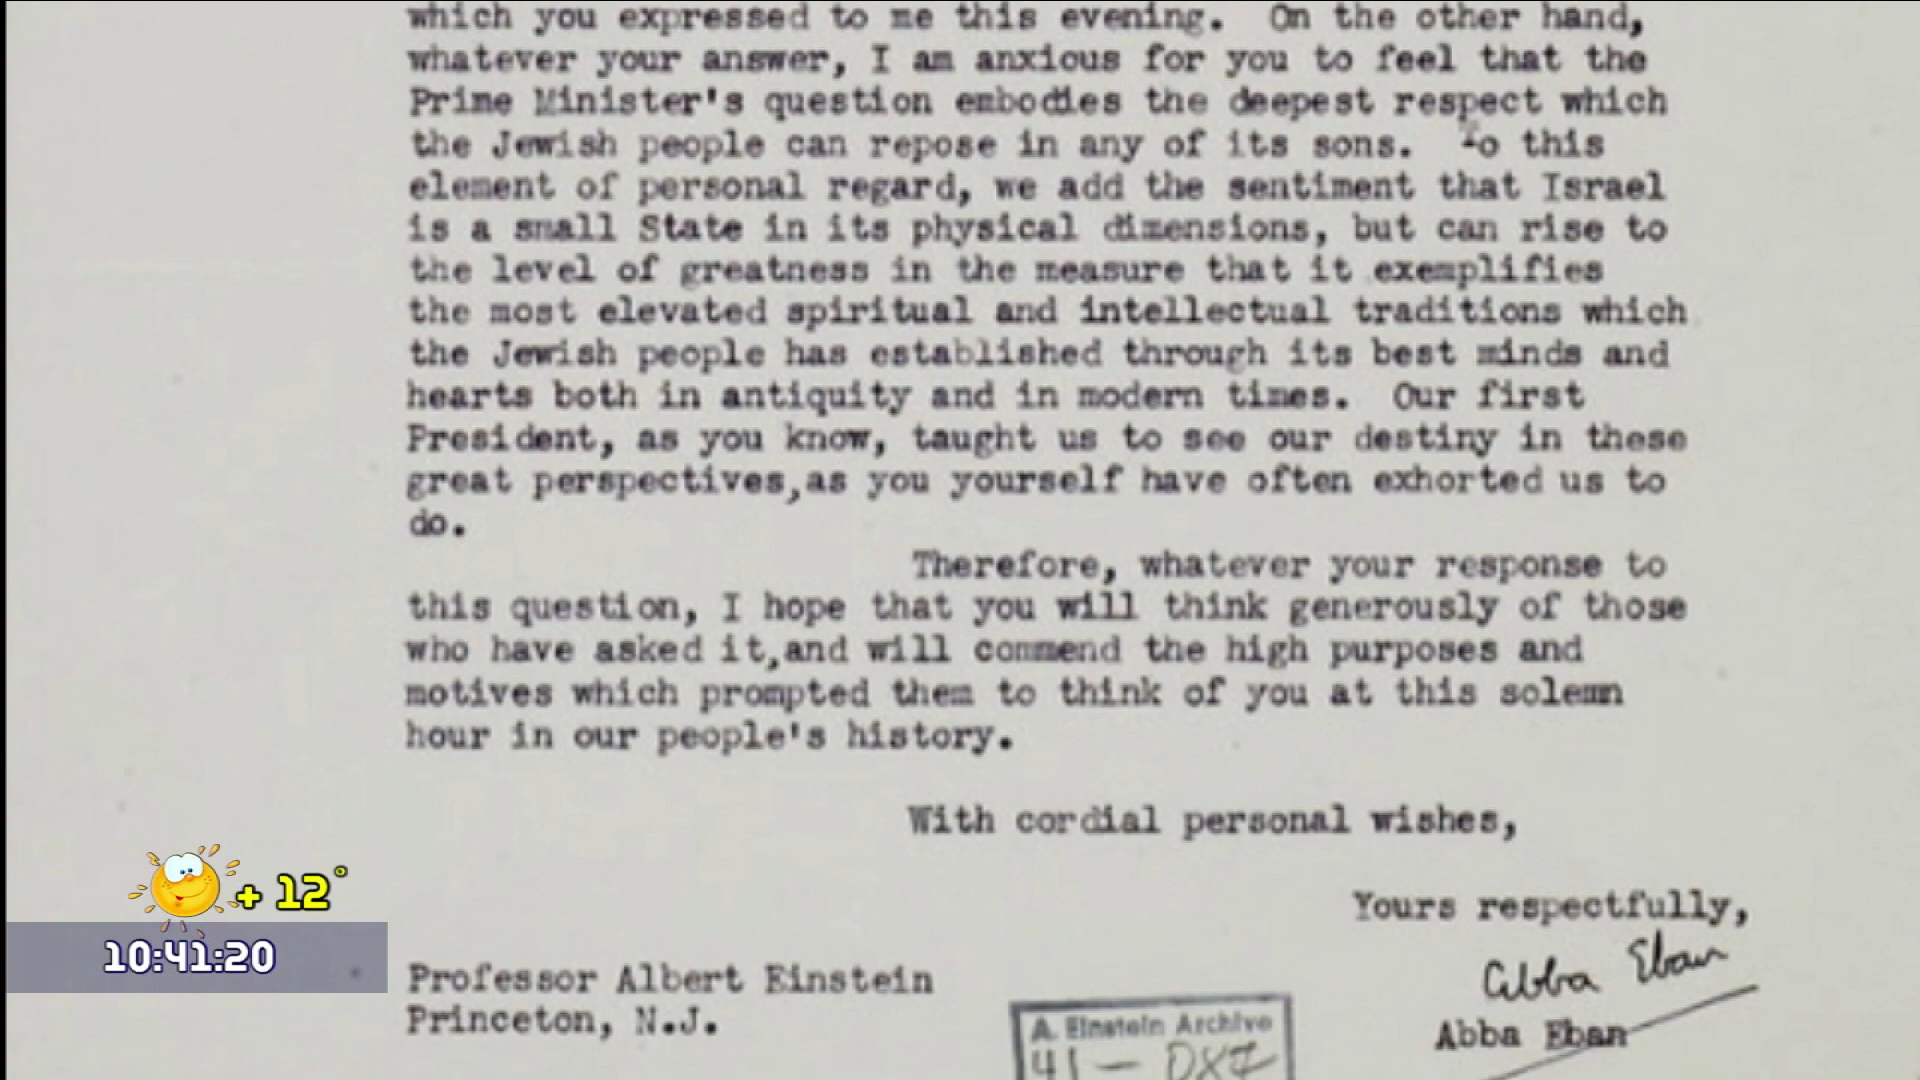 which you expressed to me this evening. On the other hand,
whatever your answer, I am anxious for you to feel that the
Prime Minister's question embodies the deepest respect which
the Jewish people can repose in any of its sons. To this
element of personal regard, we add the sentiment that Israel
is a small State in its physical dimensions, but can rise to
the level of greatness in the measure that it exemplifies
the most elevated spiritual and intellectual traditions which
the Jewish people has established through its best minds and
hearts both in antiquity and in modern times. Our first
President, as you know, taught us to see our destiny in these
great perspectives,as you yourself have often exhorted us to
do.
Therefore, whatever your response to
this question, I hope that you will think generously of those
who have asked it,and will commend the high purposes and
motives which prompted them to think of you at this solemn
hour in our people's history.
With cordial personal wishes,
Yours respectfully,
Abba Eban
Abba Eban
Professor Albert Einstein
Princeton, N.J.
A. Einstein Archive
41 -
+ 12°
10:41:20